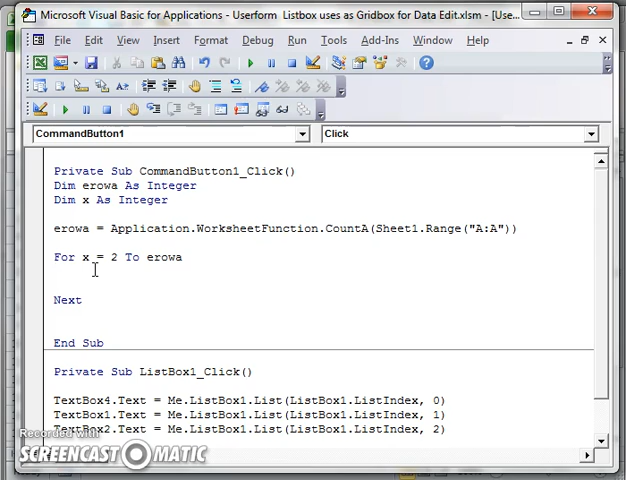 Microsoft Visual Basic for Applications - Userform Listbox uses as Gridbox for Data Edit.xlsm - [Use...
File Edit View Insert Format Debug Run Tools Add-Ins Window Help
CommandButton1 Click
Private Sub CommandButton1_Click()
Dim erowa As Integer
Dim x As Integer
erowa = Application.WorksheetFunction.CountA(Sheet1.Range("A:A"))
For x = 2 To erowa
Next
End Sub
Private Sub ListBox1_Click()
TextBox4.Text = Me.ListBox1.List(ListBox1.ListIndex, 0)
TextBox1.Text = Me.ListBox1.List(ListBox1.ListIndex, 1)
TextBox2.Text = Me.ListBox1.List(ListBox1.ListIndex, 2)
Recorded with
SCREENCAST MATIC